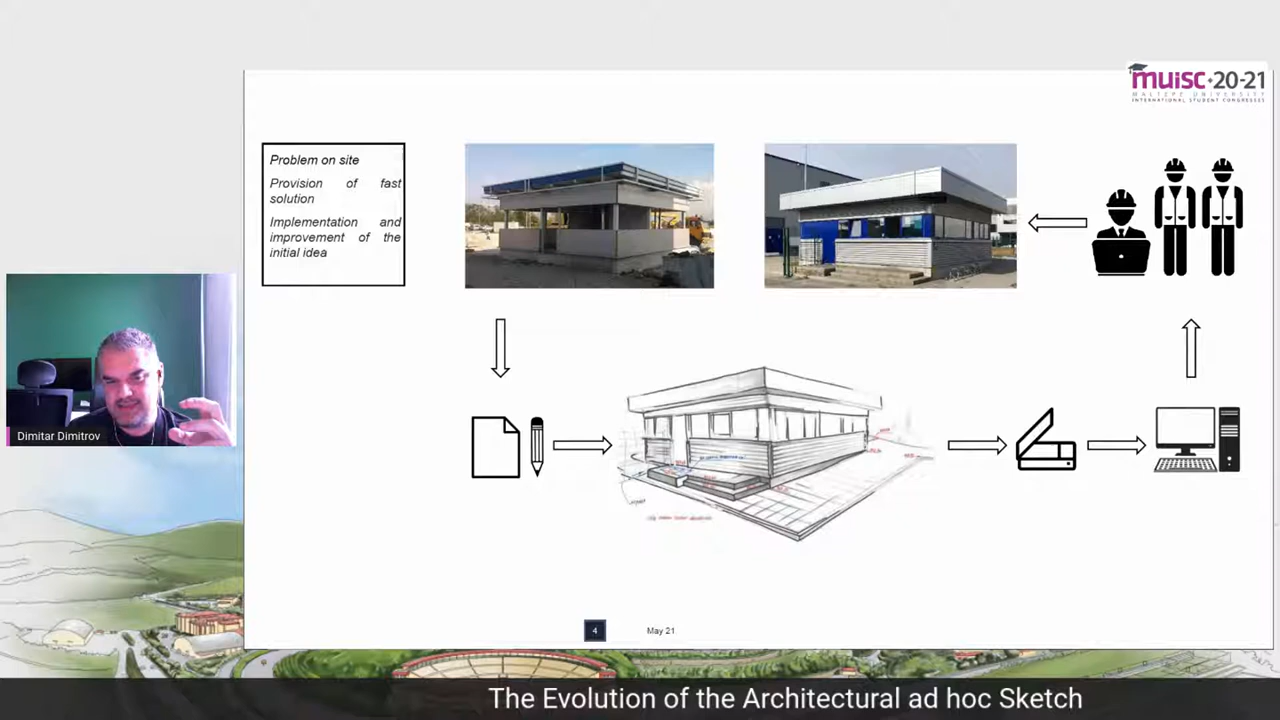 muisc•20-21
MALTEPE UNIVERSITY
INTERNATIONAL STUDENT CONGRESSES
Problem on site
Provision of fast
solution
Implementation and
improvement of the
initial idea
Dimitar Dimitrov
4
May 21
The Evolution of the Architectural ad hoc Sketch